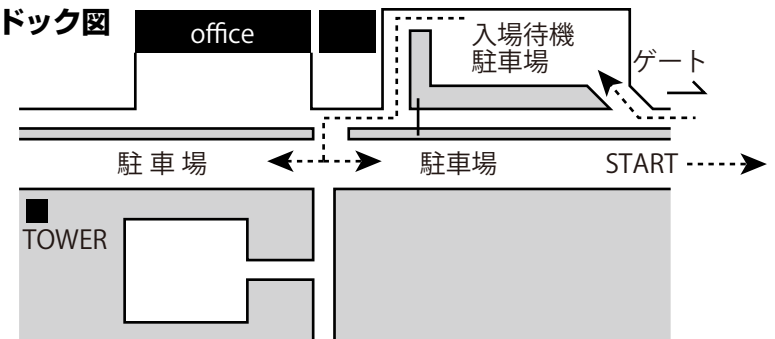 ドック図
office
入場待機
駐車場
ゲート
駐 車 場
駐車場
START
TOWER